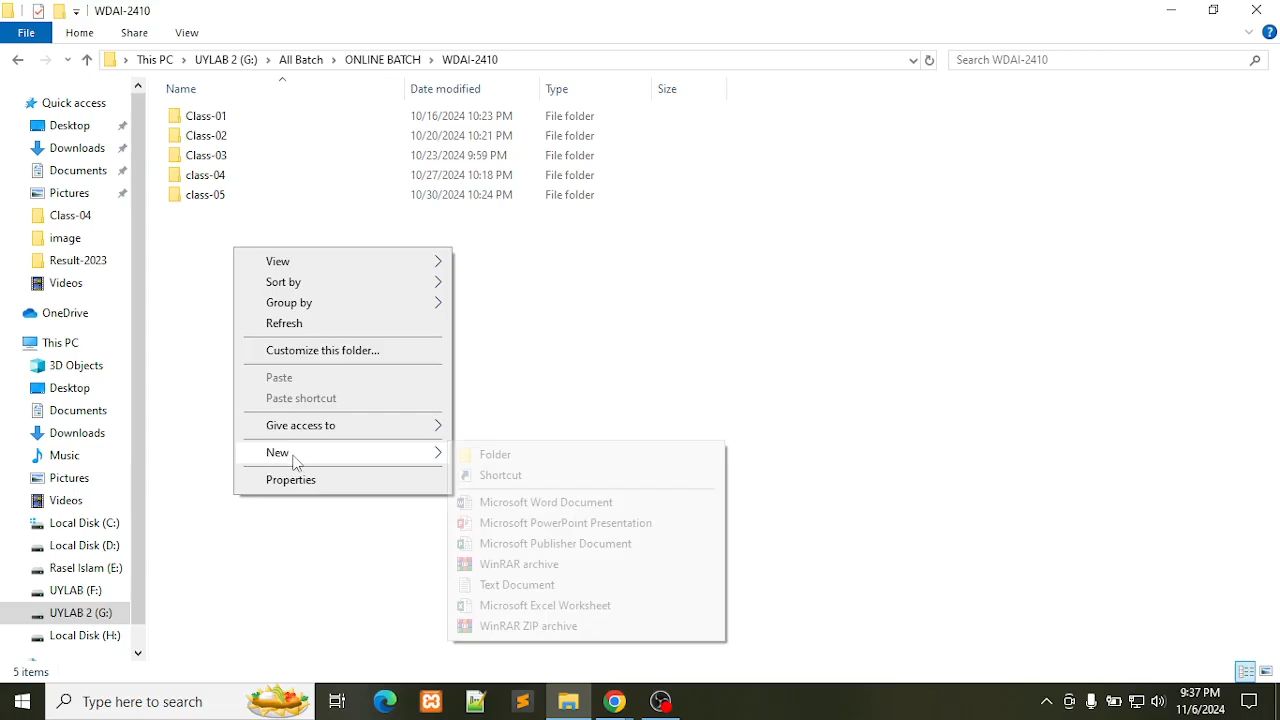 WDAI-2410
File
Home
Share
View
This PC
UYLAB 2 (G:)
All Batch
ONLINE BATCH
WDAI-2410
Search WDAI-2410
Name
Date modified
Type
Size
Class-01 10/16/2024 10:23 PM File folder
Class-02 10/20/2024 10:21 PM File folder
Class-03 10/23/2024 9:59 PM File folder
class-04 10/27/2024 10:18 PM File folder
class-05 10/30/2024 10:24 PM File folder
Quick access
Desktop
Downloads
Documents
Pictures
Class-04
image
Result-2023
Videos
OneDrive
This PC
3D Objects
Desktop
Documents
Downloads
Music
Pictures
Videos
Local Disk (C:)
Local Disk (D:)
Rasel Islam (E:)
UYLAB (F:)
UYLAB 2 (G:)
Local Disk (H:)
View
Sort by
Group by
Refresh
Customize this folder...
Paste
Paste shortcut
Give access to
New
Properties
Folder
Shortcut
Microsoft Word Document
Microsoft PowerPoint Presentation
Microsoft Publisher Document
WinRAR archive
Text Document
Microsoft Excel Worksheet
WinRAR ZIP archive
5 items
Type here to search
9:37 PM
11/6/2024